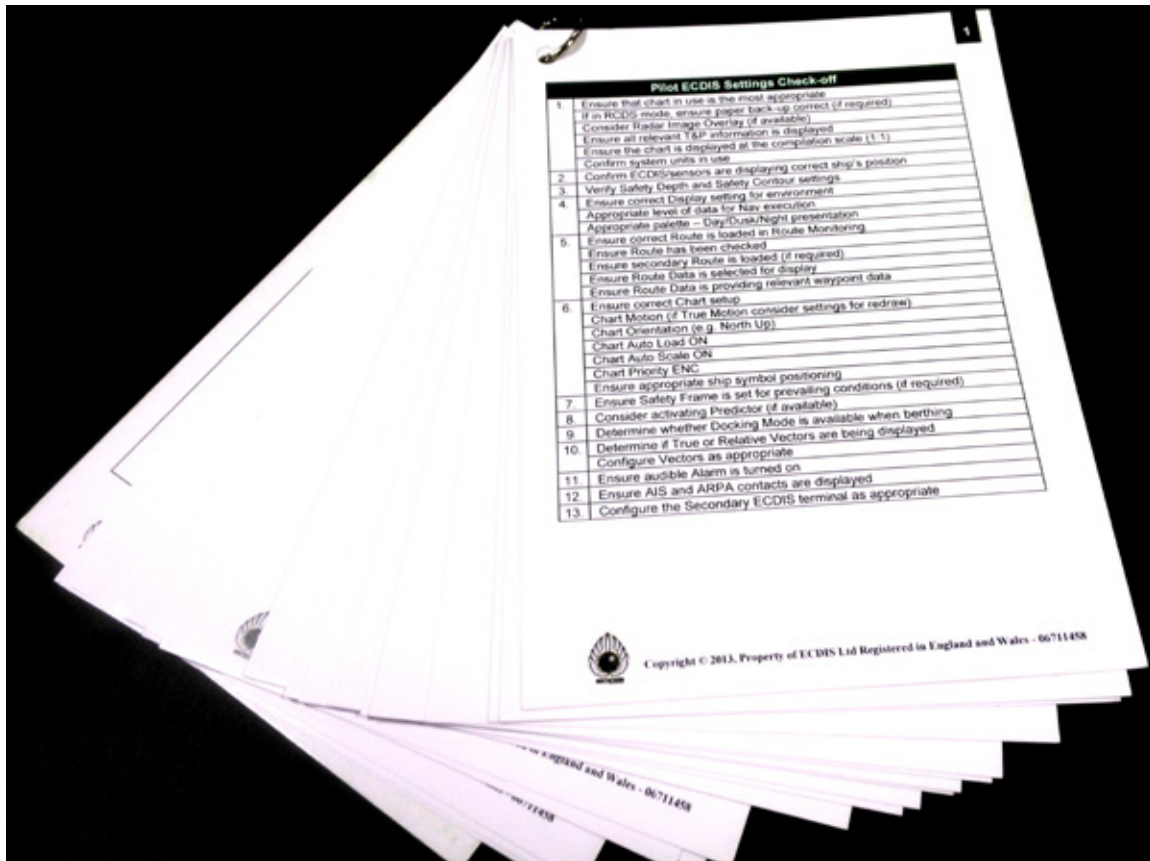 1
Pilot ECDIS Settings Check-off
1. Ensure that chart in use is the most appropriate
If in RCDS mode, ensure paper back-up correct (if required)
Consider Radar Image Overlay (if available)
Ensure all relevant T&P information is displayed
Ensure the chart is displayed at the compilation scale (1:1)
Confirm system units in use
2. Confirm ECDIS/sensors are displaying correct ship's position
3. Verify Safety Depth and Safety Contour settings
4. Ensure correct Display setting for environment
Appropriate level of data for Nav execution
Appropriate palette – Day/Dusk/Night presentation
5. Ensure correct Route is loaded in Route Monitoring
Ensure Route has been checked
Ensure secondary Route is loaded (if required)
Ensure Route Data is selected for display
Ensure Route Data is providing relevant waypoint data
6. Ensure correct Chart setup
Chart Motion (if True Motion consider settings for redraw)
Chart Orientation (e.g. North Up)
Chart Auto Load ON
Chart Auto Scale ON
Chart Priority ENC
Ensure appropriate ship symbol positioning
7. Ensure Safety Frame is set for prevailing conditions (if required)
8. Consider activating Predictor (if available)
9. Determine whether Docking Mode is available when berthing
10. Determine if True or Relative Vectors are being displayed
Configure Vectors as appropriate
11. Ensure audible Alarm is turned on
12. Ensure AIS and ARPA contacts are displayed
13. Configure the Secondary ECDIS terminal as appropriate
Copyright © 2013, Property of ECDIS Ltd Registered in England and Wales - 06711458
in England and Wales - 06711458
- 06711458